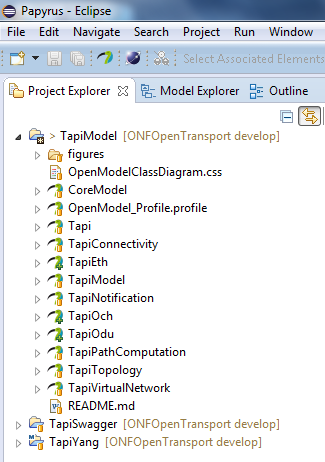 Papyrus - Eclipse
File Edit Navigate Search Project Run Window
Select Associated Elements
Project Explorer Model Explorer Outline
> TapiModel [ONFOpenTransport develop]
figures
OpenModelClassDiagram.css
CoreModel
OpenModel_Profile.profile
Tapi
TapiConnectivity
TapiEth
TapiModel
TapiNotification
TapiOch
TapiOdu
TapiPathComputation
TapiTopology
TapiVirtualNetwork
README.md
TapiSwagger [ONFOpenTransport develop]
TapiYang [ONFOpenTransport develop]